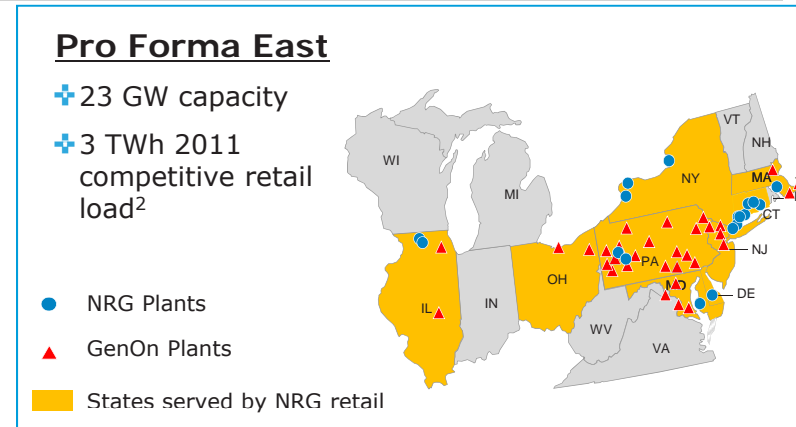 Pro Forma East
23 GW capacity
3 TWh 2011
competitive retail
load2
NRG Plants
GenOn Plants
States served by NRG retail
WI
MI
IL
IN
OH
WV
VA
PA
NY
VT
NH
MA
CT
NJ
MD
DE